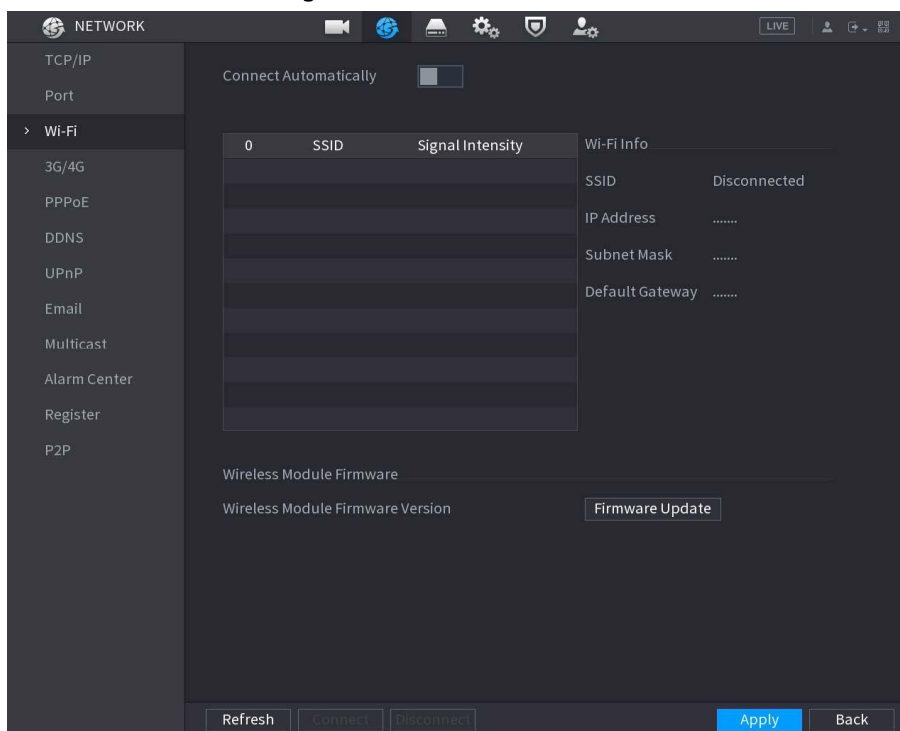 NETWORK
LIVE
TCP/IP
Port
Wi-Fi
3G/4G
PPPoE
DDNS
UPnP
Email
Multicast
Alarm Center
Register
P2P
Connect Automatically
0 SSID Signal Intensity
Wi-Fi Info
SSID Disconnected
IP Address .......
Subnet Mask .......
Default Gateway .......
Wireless Module Firmware
Wireless Module Firmware Version Firmware Update
Refresh Connect Disconnect Apply Back